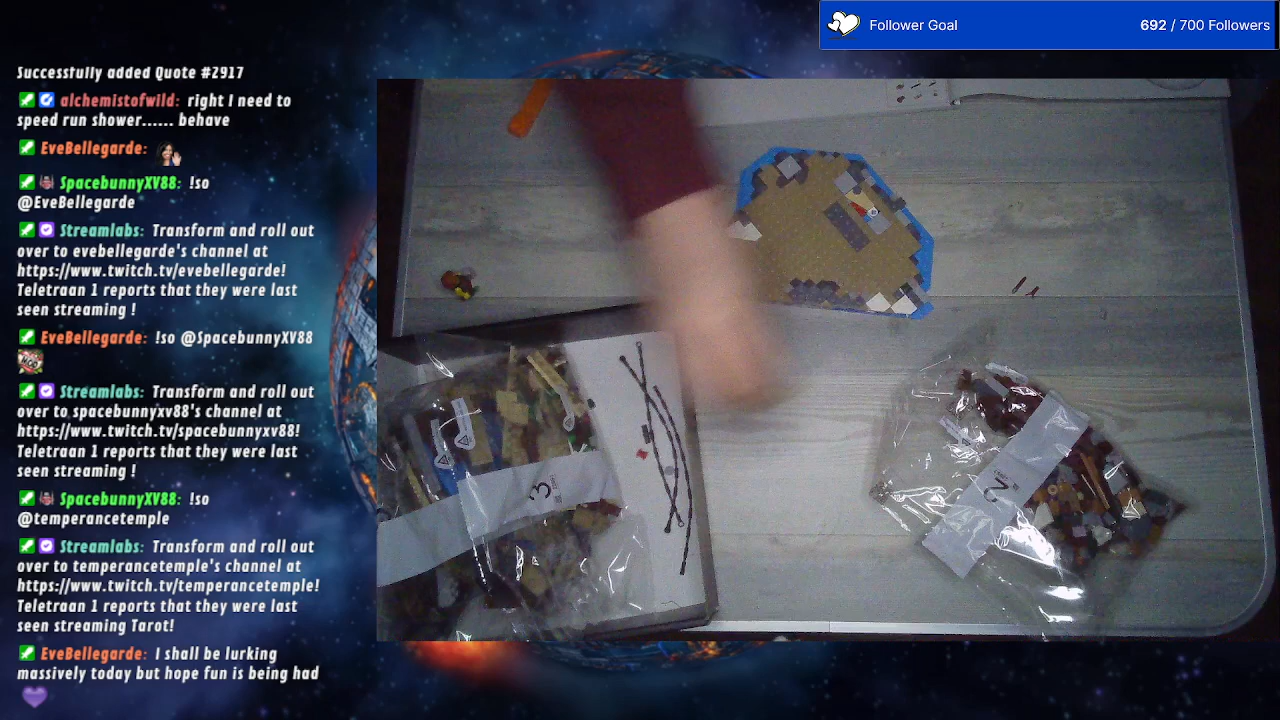 Follower Goal 692 / 700 Followers
Successfully added Quote #2917
alchemistofwild: right I need to
speed run shower...... behave
EveBellegarde:
SpacebunnyXV88: !so
@EveBellegarde
Streamlabs: Transform and roll out
over to evebellegarde's channel at
https://www.twitch.tv/evebellegarde!
Teletraan 1 reports that they were last
seen streaming !
EveBellegarde: !so @SpacebunnyXV88
Streamlabs: Transform and roll out
over to spacebunnyxv88's channel at
https://www.twitch.tv/spacebunnyxv88!
Teletraan 1 reports that they were last
seen streaming !
SpacebunnyXV88: !so
@temperancetemple
Streamlabs: Transform and roll out
over to temperancetemple's channel at
https://www.twitch.tv/temperancetemple!
Teletraan 1 reports that they were last
seen streaming Tarot!
EveBellegarde: I shall be lurking
massively today but hope fun is being had
3
2